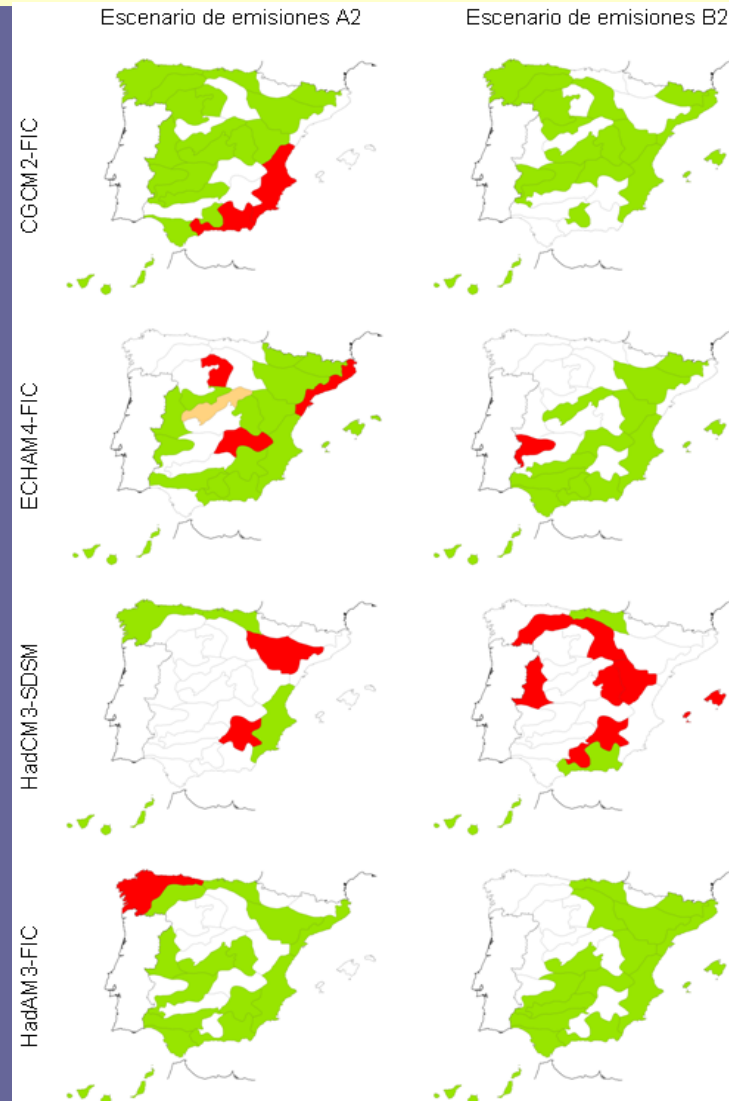 Escenario de emisiones A2
Escenario de emisiones B2
CGCM2-FIC
ECHAM4-FIC
HadCM3-SDSM
HadAM3-FIC